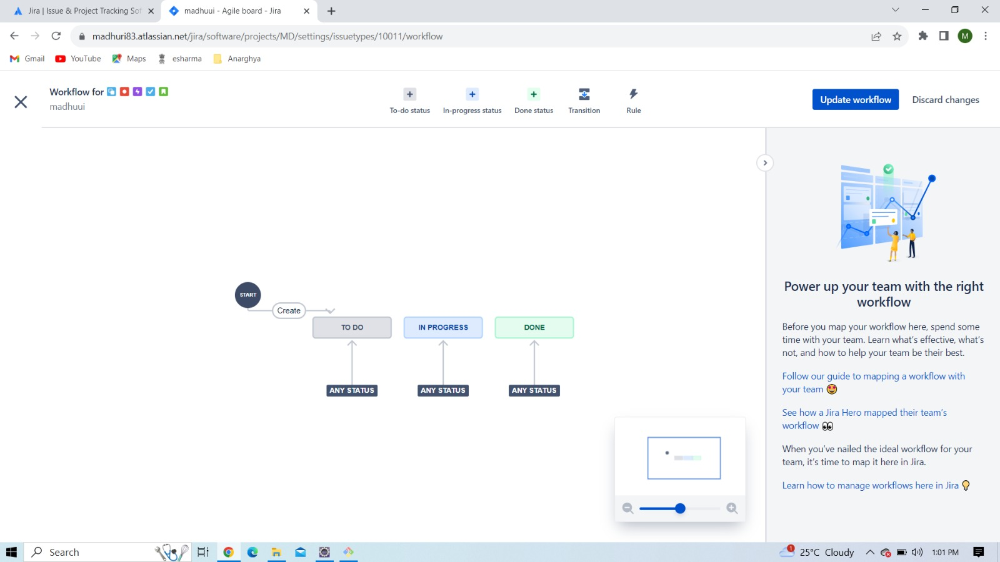 Jira | Issue & Project Tracking Sof
madhuui - Agile board - Jira
madhuri83.atlassian.net/jira/software/projects/MD/settings/issuetypes/10011/workflow
M
Gmail
YouTube
Maps
esharma
Anarghya
Workflow for
madhuui
To-do status
In-progress status
Done status
Transition
Rule
Update workflow
Discard changes
START
Create
TO DO
IN PROGRESS
DONE
ANY STATUS
ANY STATUS
ANY STATUS
Power up your team with the right
workflow
Before you map your workflow here, spend some
time with your team. Learn what's effective, what's
not, and how to help your team be their best.
Follow our guide to mapping a workflow with
your team 🤩
See how a Jira Hero mapped their team's
workflow 👀
When you've nailed the ideal workflow for your
team, it's time to map it here in Jira.
Learn how to manage workflows here in Jira 💡
Search
1
25°C Cloudy
1:01 PM